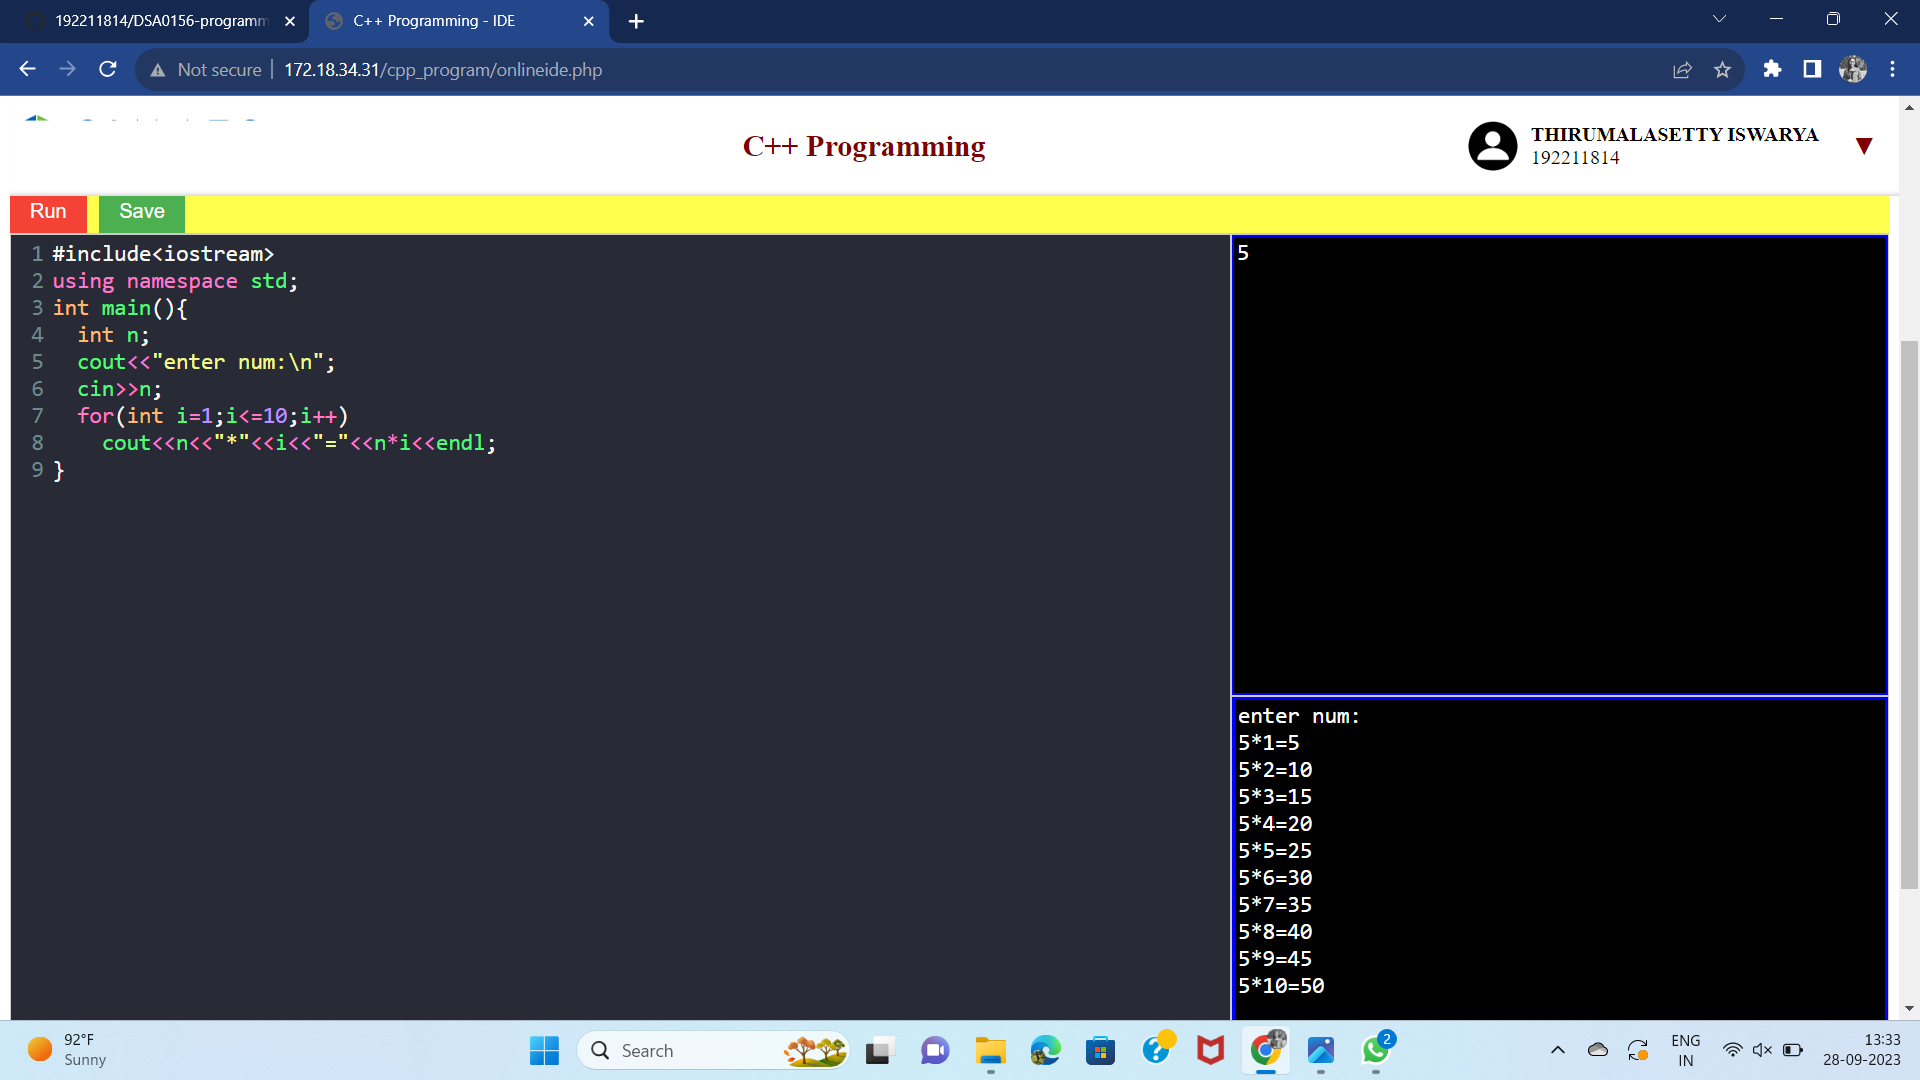 192211814/DSA0156-programm
C++ Programming - IDE
Not secure
172.18.34.31/cpp_program/onlineide.php
C++ Programming
THIRUMALASETTY ISWARYA
192211814
Run
Save
1 #include<iostream>
2 using namespace std;
3 int main(){
4   int n;
5   cout<<"enter num:\n";
6   cin>>n;
7   for(int i=1;i<=10;i++)
8     cout<<n<<"*"<<i<<"="<<n*i<<endl;
9 }
5
enter num:
5*1=5
5*2=10
5*3=15
5*4=20
5*5=25
5*6=30
5*7=35
5*8=40
5*9=45
5*10=50
92°F
Sunny
Search
2
ENG
IN
13:33
28-09-2023